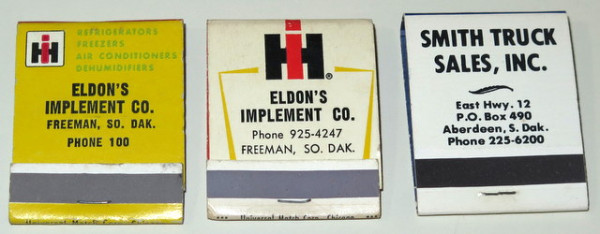 IH
REFRIGERATORS
FREEZERS
AIR CONDITIONERS
DEHUMIDIFIERS
ELDON'S
IMPLEMENT CO.
FREEMAN, SO. DAK.
PHONE 100
IH®
ELDON'S
IMPLEMENT CO.
Phone 925-4247
FREEMAN, SO. DAK.
Universal Match Corp., Chicago
SMITH TRUCK
SALES, INC.
East Hwy. 12
P.O. Box 490
Aberdeen, S. Dak.
Phone 225-6200